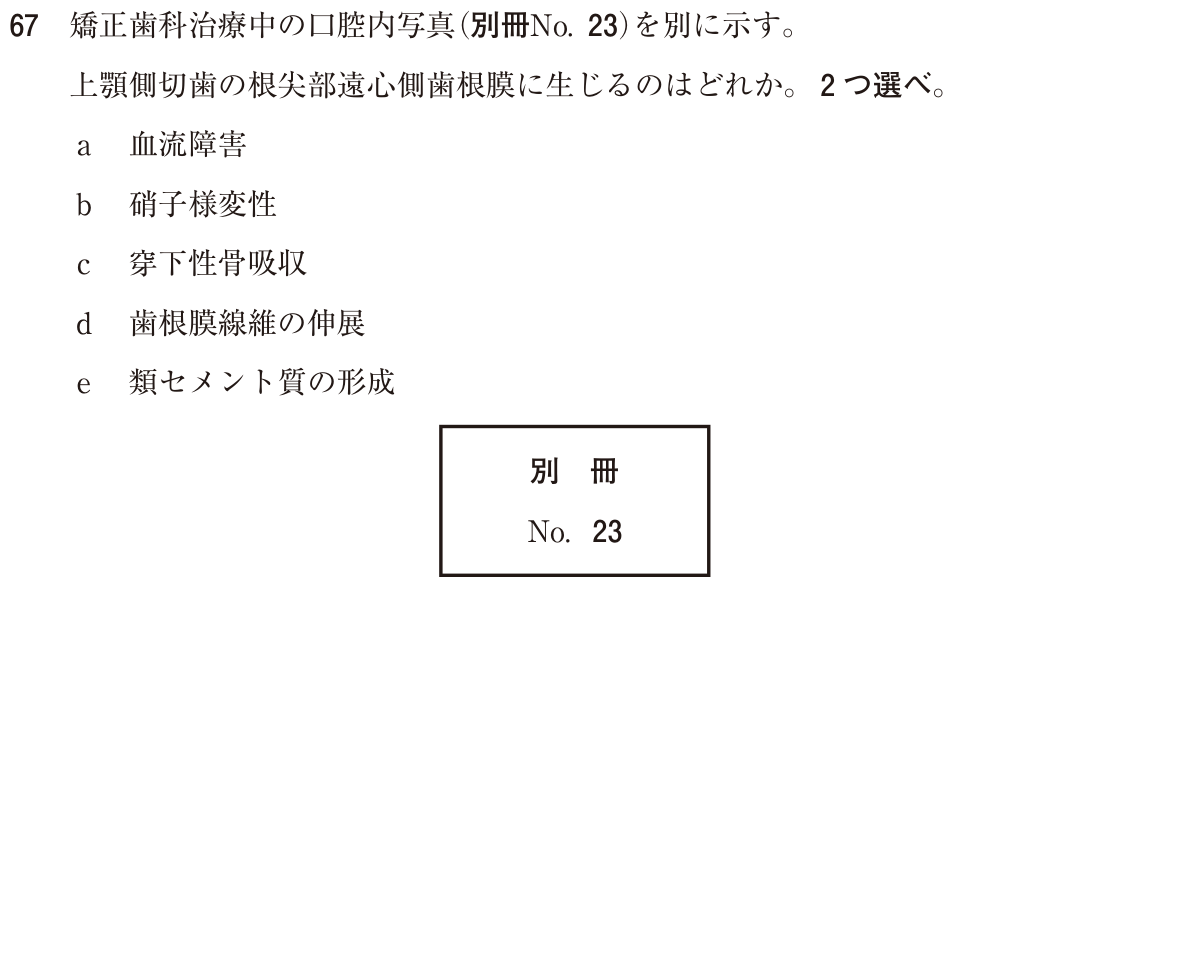 67 矯正歯科治療中の口腔内写真(別冊No. 23)を別に示す。
上顎側切歯の根尖部遠心側歯根膜に生じるのはどれか。2つ選べ。
a 血流障害
b 硝子様変性
c 穿下性骨吸収
d 歯根膜線維の伸展
e 類セメント質の形成
別 冊
No. 23